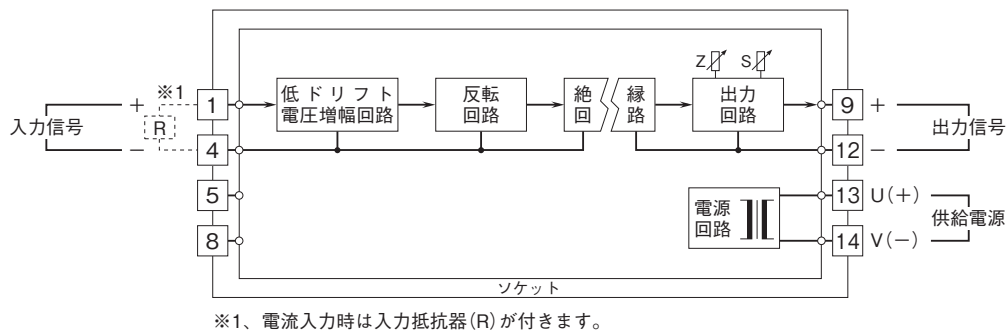 Z S
※1
入力信号
+
−
R
1
4
5
8
低ドリフト
電圧増幅回路
反転
回路
絶 縁
回 路
出力
回路
電源
回路
9 +
12 −
出力信号
13 U(+)
14 V(−)
供給電源
ソケット
※1、電流入力時は入力抵抗器(R)が付きます。